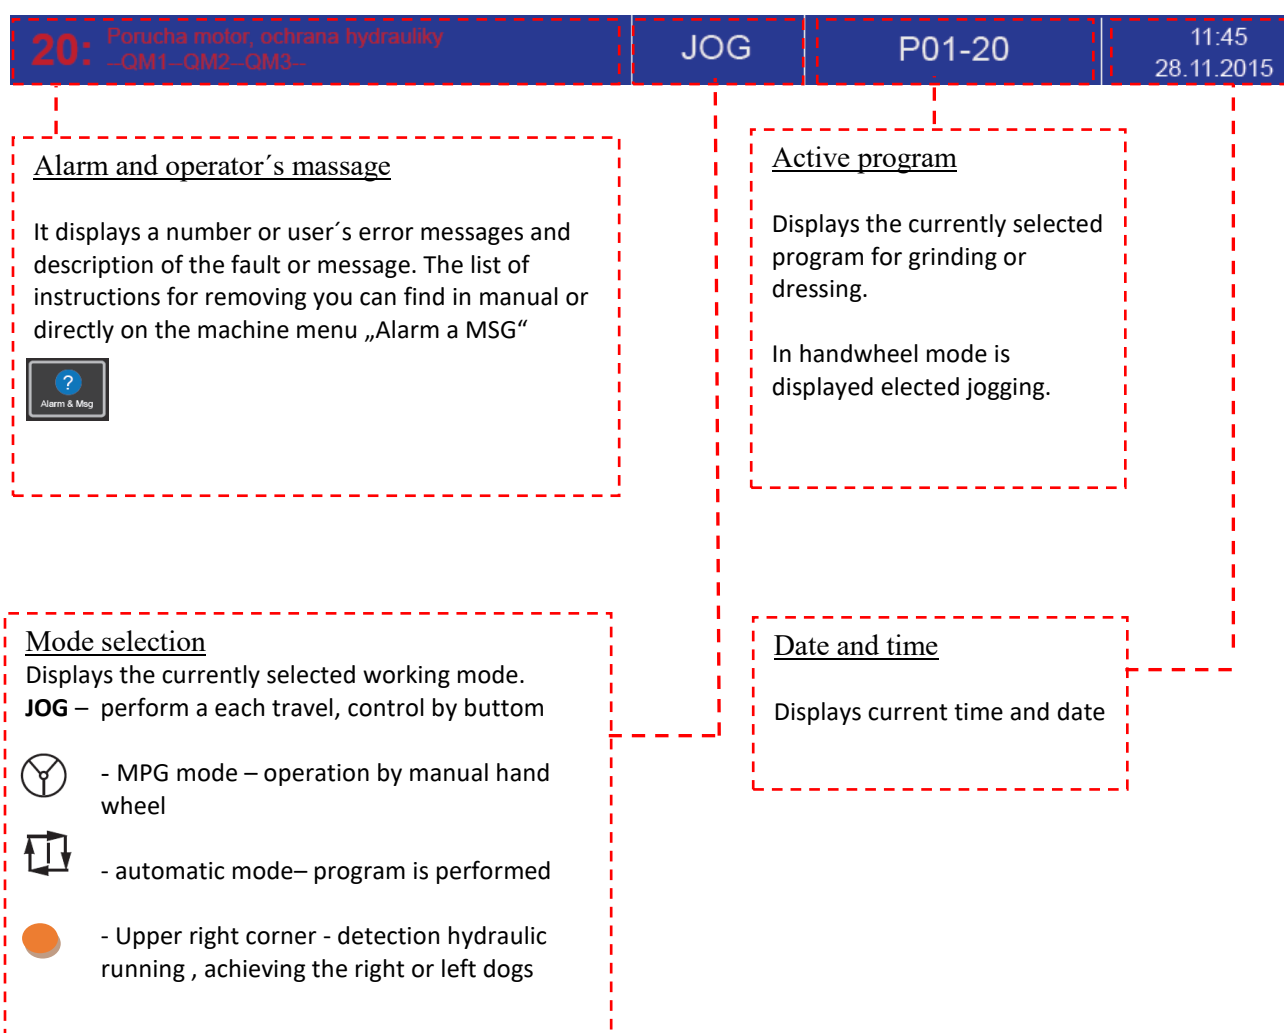 20: Porucha motor, ochrana hydrauliky
--QM1--QM2--QM3--
JOG
P01-20
11:45
28.11.2015
Alarm and operator´s massage
It displays a number or user´s error messages and
description of the fault or message. The list of
instructions for removing you can find in manual or
directly on the machine menu „Alarm a MSG“
?
Alarm & Msg
Active program
Displays the currently selected
program for grinding or
dressing.
In handwheel mode is
displayed elected jogging.
Mode selection
Displays the currently selected working mode.
JOG – perform a each travel, control by buttom
- MPG mode – operation by manual hand
wheel
- automatic mode– program is performed
- Upper right corner - detection hydraulic
running , achieving the right or left dogs
Date and time
Displays current time and date